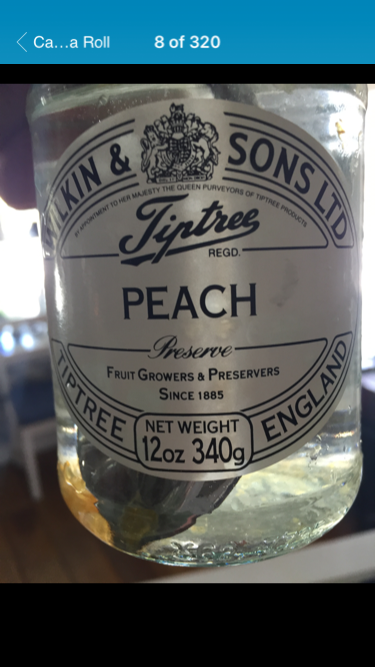 Ca...a Roll
8 of 320
WILKIN & SONS LTD
BY APPOINTMENT TO HER MAJESTY THE QUEEN PURVEYORS OF TIPTREE PRODUCTS
Tiptree
REGD.
PEACH
Preserve
FRUIT GROWERS & PRESERVERS
SINCE 1885
TIPTREE ENGLAND
NET WEIGHT
12oz 340g